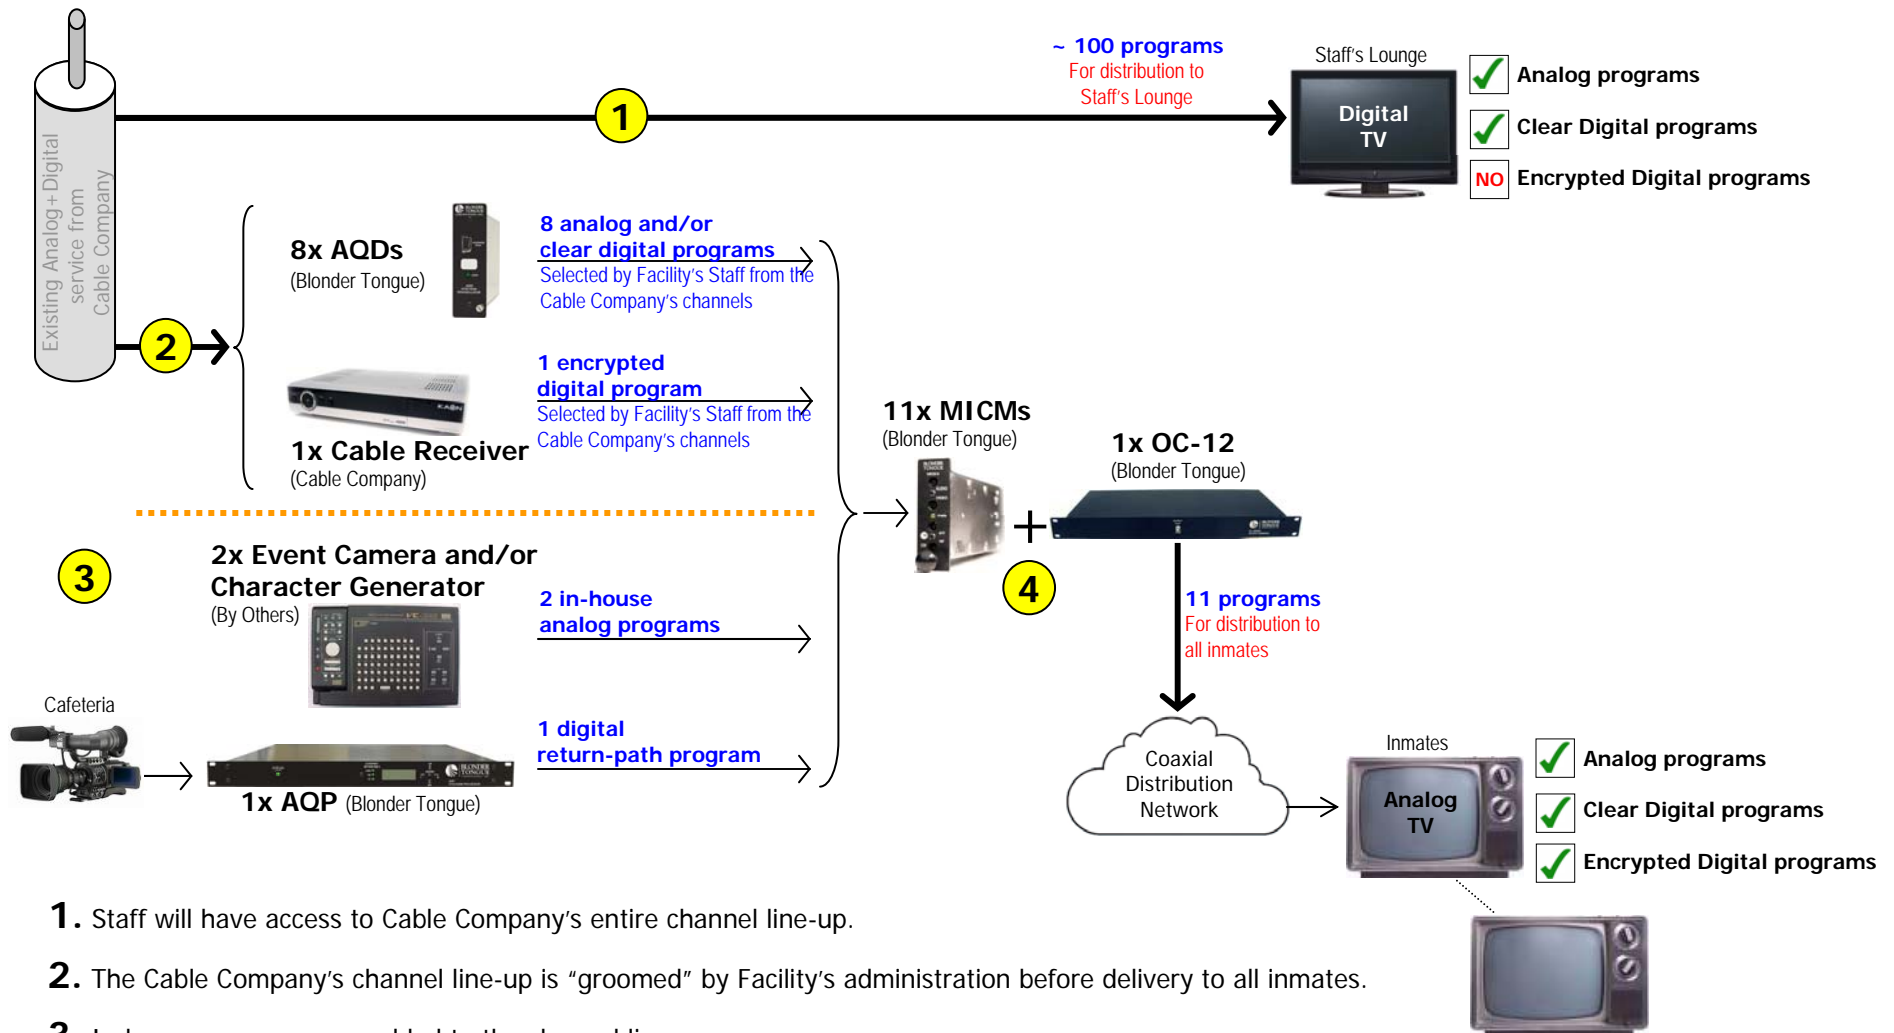 ~ 100 programs
For distribution to
Staff's Lounge
Staff's Lounge
Digital
TV
Analog programs
Clear Digital programs
NO Encrypted Digital programs
1
Existing Analog+Digital
service from
Cable Company
2
8x AQDs
(Blonder Tongue)
8 analog and/or
clear digital programs
Selected by Facility's Staff from the
Cable Company's channels
KAON
1x Cable Receiver
(Cable Company)
1 encrypted
digital program
Selected by Facility's Staff from the
Cable Company's channels
11x MICMs
(Blonder Tongue)
BLONDER
TONGUE
1x OC-12
(Blonder Tongue)
3
2x Event Camera and/or
Character Generator
(By Others)
2 in-house
analog programs
4
11 programs
For distribution to
all inmates
Cafeteria
BLONDER
TONGUE
1x AQP (Blonder Tongue)
1 digital
return-path program
Coaxial
Distribution
Network
Inmates
Analog
TV
Analog programs
Clear Digital programs
Encrypted Digital programs
1. Staff will have access to Cable Company's entire channel line-up.
2. The Cable Company's channel line-up is “groomed” by Facility's administration before delivery to all inmates.